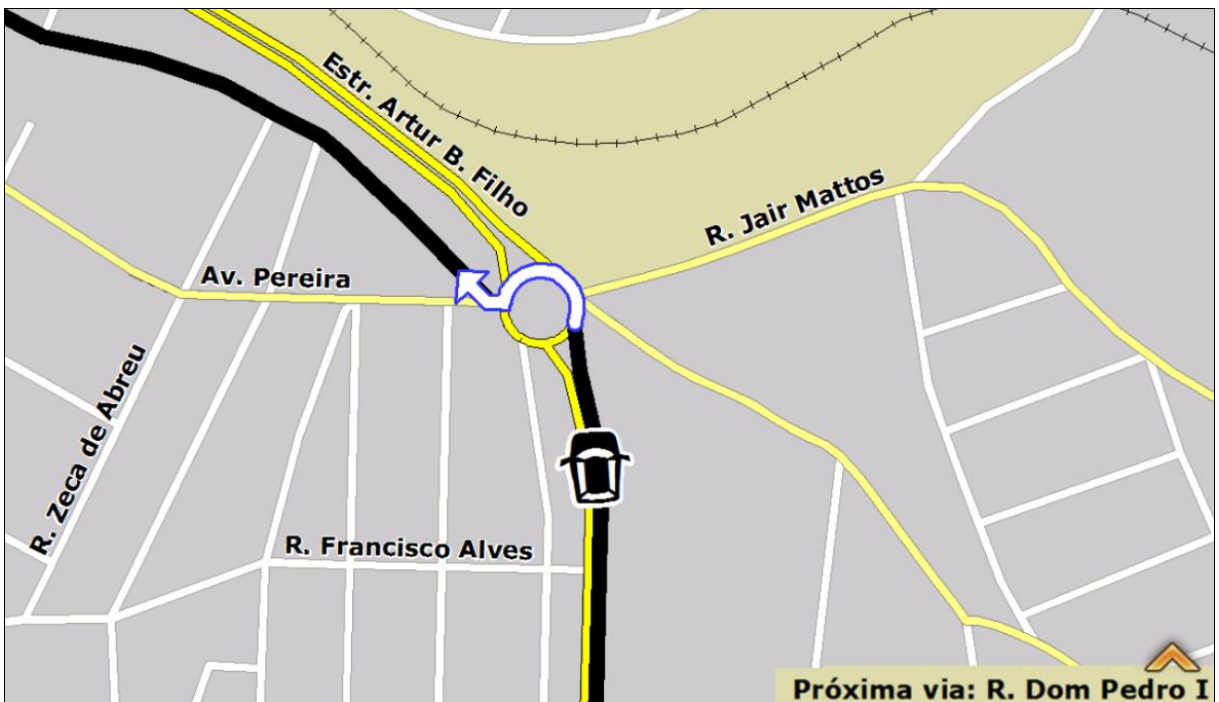 Estr. Artur B. Filho
R. Jair Mattos
Av. Pereira
R. Zeca de Abreu
R. Francisco Alves
Próxima via: R. Dom Pedro I